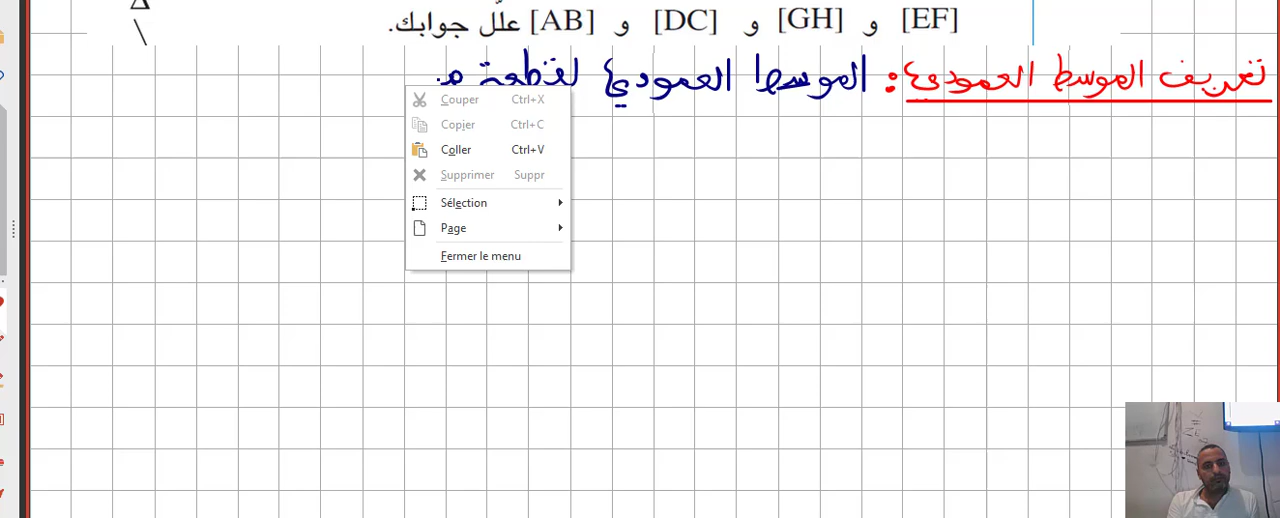 [EF] و [GH] و [DC] و [AB] علّل جوابك.
تعريف الموسط العمودي: الموسط العمودي لقطعة
Couper Ctrl+X
Copier Ctrl+C
Coller Ctrl+V
Supprimer Suppr
Sélection
Page
Fermer le menu